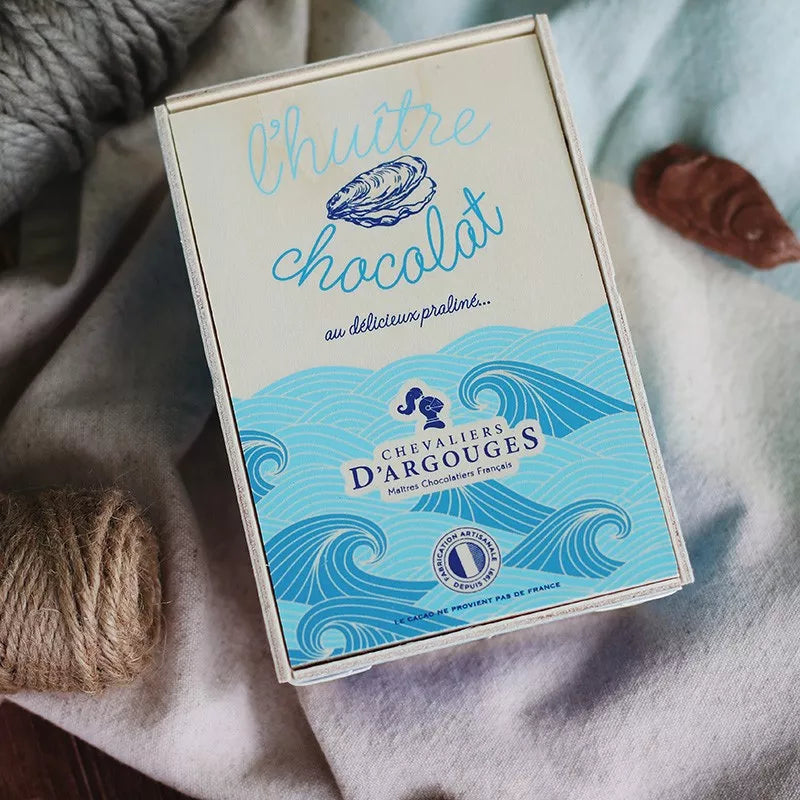 l'huître
chocolat
au délicieux praliné...
CHEVALIERS
D'ARGOUGES
Maîtres Chocolatiers Français
FABRICATION ARTISANALE
DEPUIS 1991
LE CACAO NE PROVIENT PAS DE FRANCE